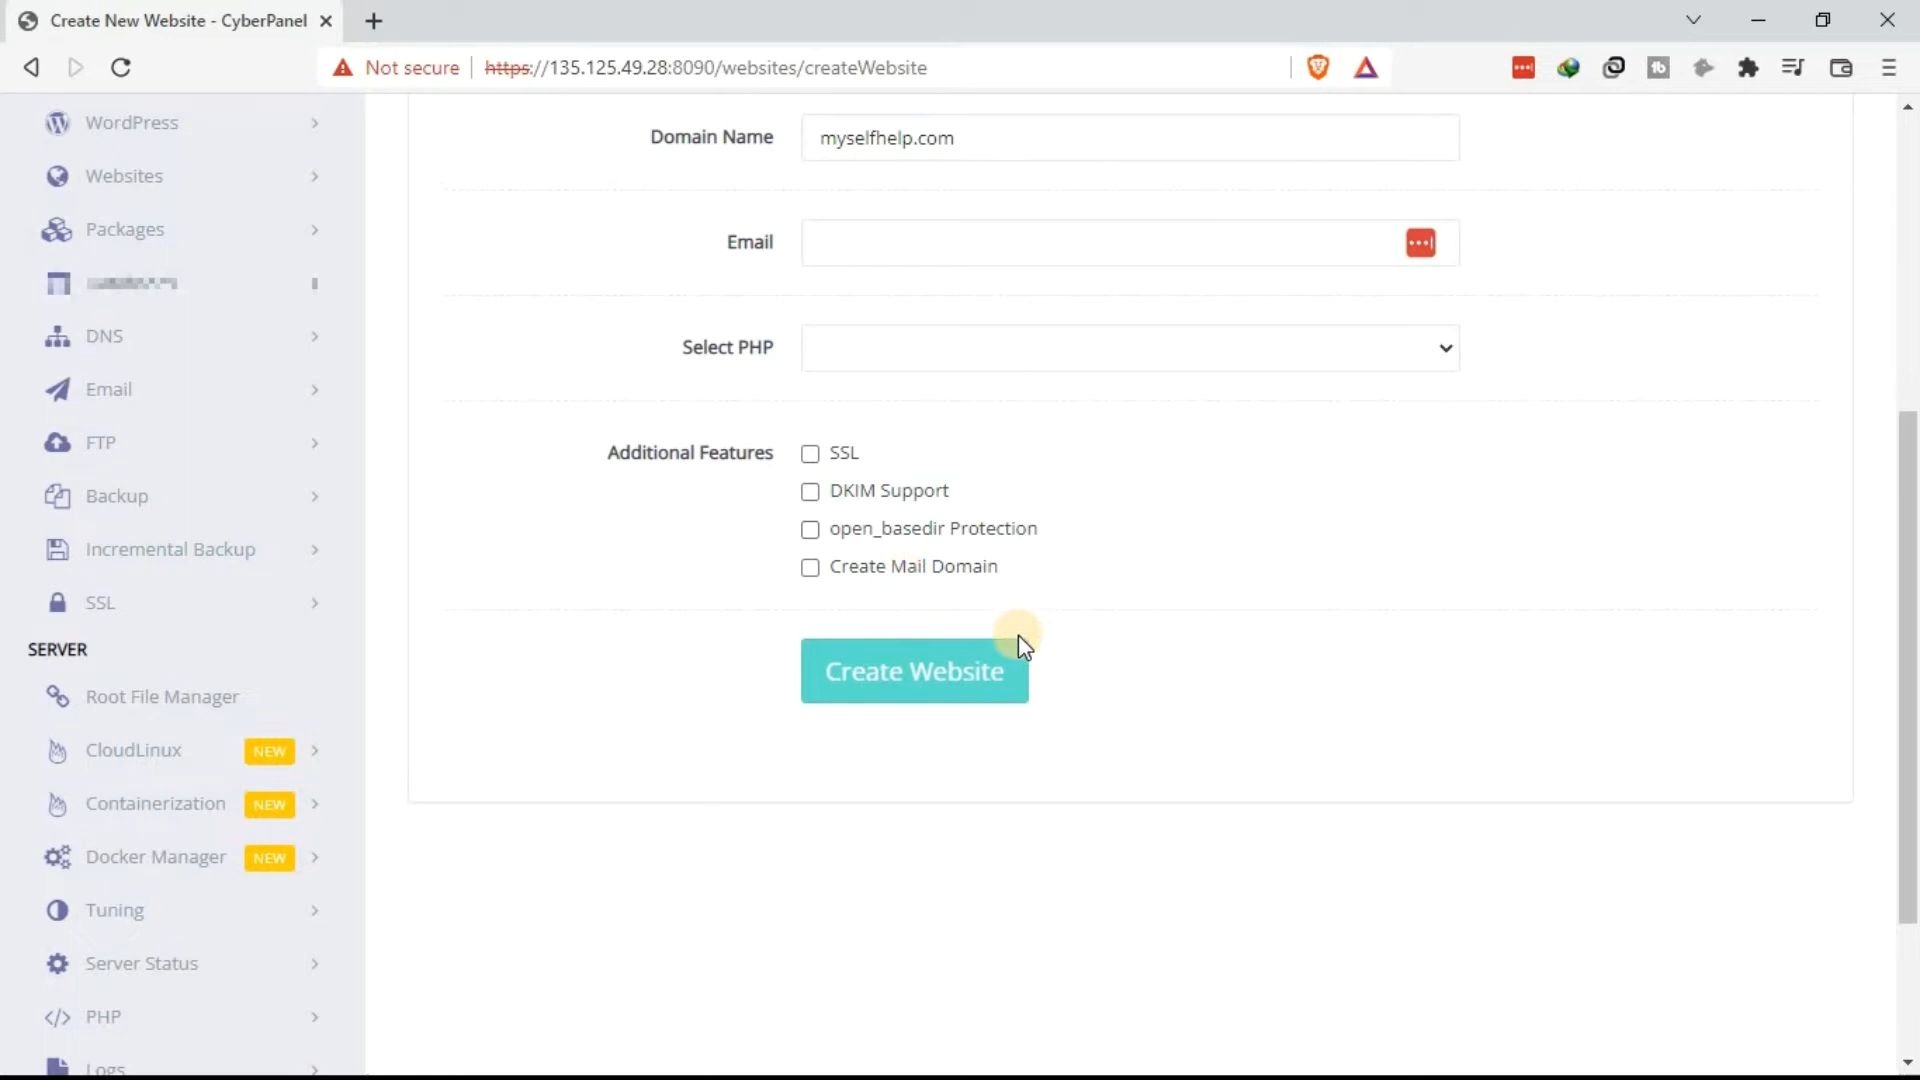 Create New Website - CyberPanel
Not secure https://135.125.49.28:8090/websites/createWebsite
WordPress
Websites
Packages
DNS
Email
FTP
Backup
Incremental Backup
SSL
SERVER
Root File Manager
CloudLinux NEW
Containerization NEW
Docker Manager NEW
Tuning
Server Status
PHP
Logs
Domain Name myselfhelp.com
Email
Select PHP
Additional Features SSL
DKIM Support
open_basedir Protection
Create Mail Domain
Create Website